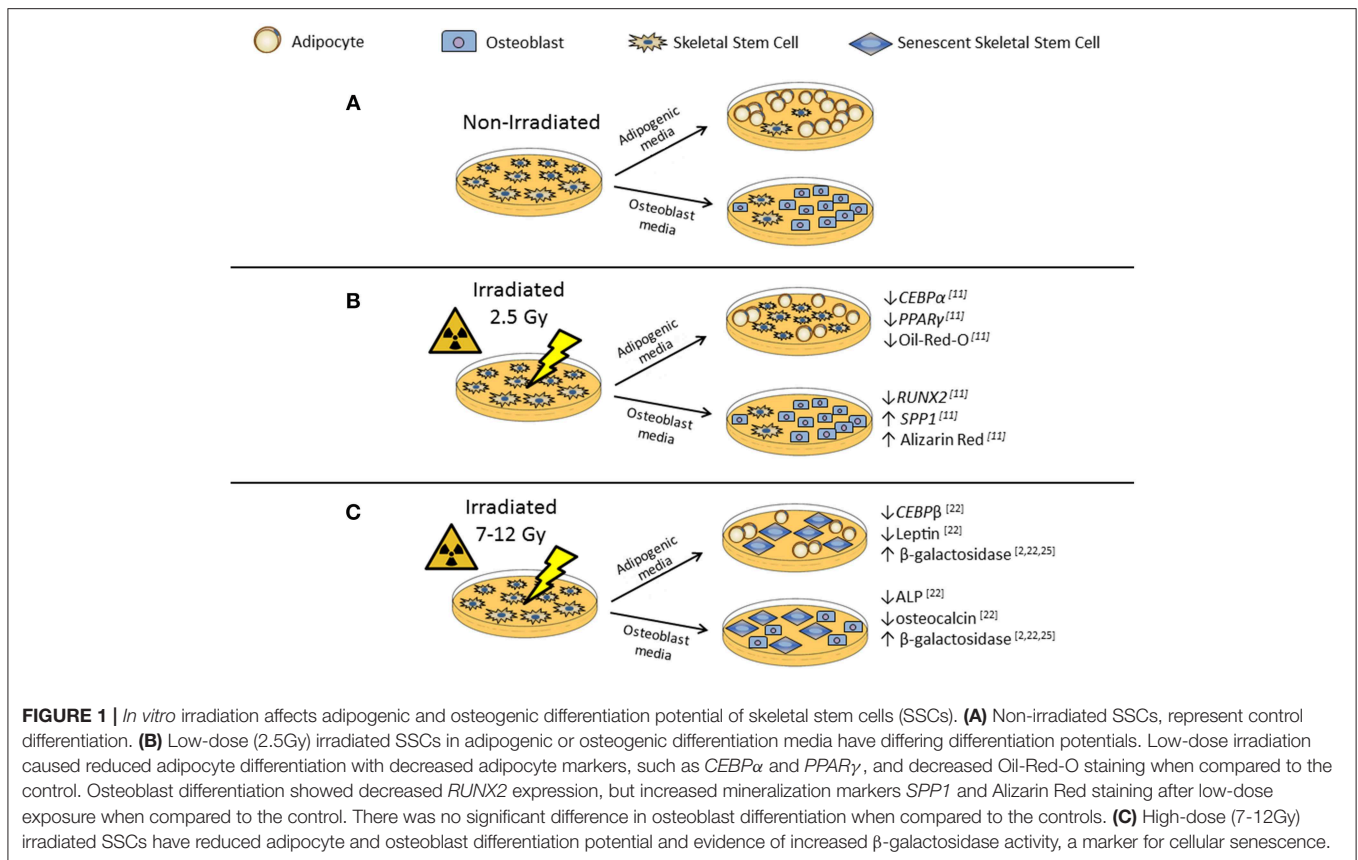 Adipocyte
Osteoblast
Skeletal Stem Cell
Senescent Skeletal Stem Cell
A
Non-Irradiated
Adipogenic
media
Osteoblast
media
B
Irradiated
2.5 Gy
Adipogenic
media
Osteoblast
media
↓CEBPα [11]
↓PPARγ [11]
↓Oil-Red-O [11]
↓RUNX2 [11]
↑ SPP1 [11]
↑ Alizarin Red [11]
C
Irradiated
7-12 Gy
Adipogenic
media
Osteoblast
media
↓CEBPβ [22]
↓Leptin [22]
↑ β-galactosidase [2,22,25]
↓ALP [22]
↓osteocalcin [22]
↑ β-galactosidase [2,22,25]
FIGURE 1 | In vitro irradiation affects adipogenic and osteogenic differentiation potential of skeletal stem cells (SSCs). (A) Non-irradiated SSCs, represent control
differentiation. (B) Low-dose (2.5Gy) irradiated SSCs in adipogenic or osteogenic differentiation media have differing differentiation potentials. Low-dose irradiation
caused reduced adipocyte differentiation with decreased adipocyte markers, such as CEBPα and PPARγ, and decreased Oil-Red-O staining when compared to the
control. Osteoblast differentiation showed decreased RUNX2 expression, but increased mineralization markers SPP1 and Alizarin Red staining after low-dose
exposure when compared to the control. There was no significant difference in osteoblast differentiation when compared to the controls. (C) High-dose (7-12Gy)
irradiated SSCs have reduced adipocyte and osteoblast differentiation potential and evidence of increased β-galactosidase activity, a marker for cellular senescence.